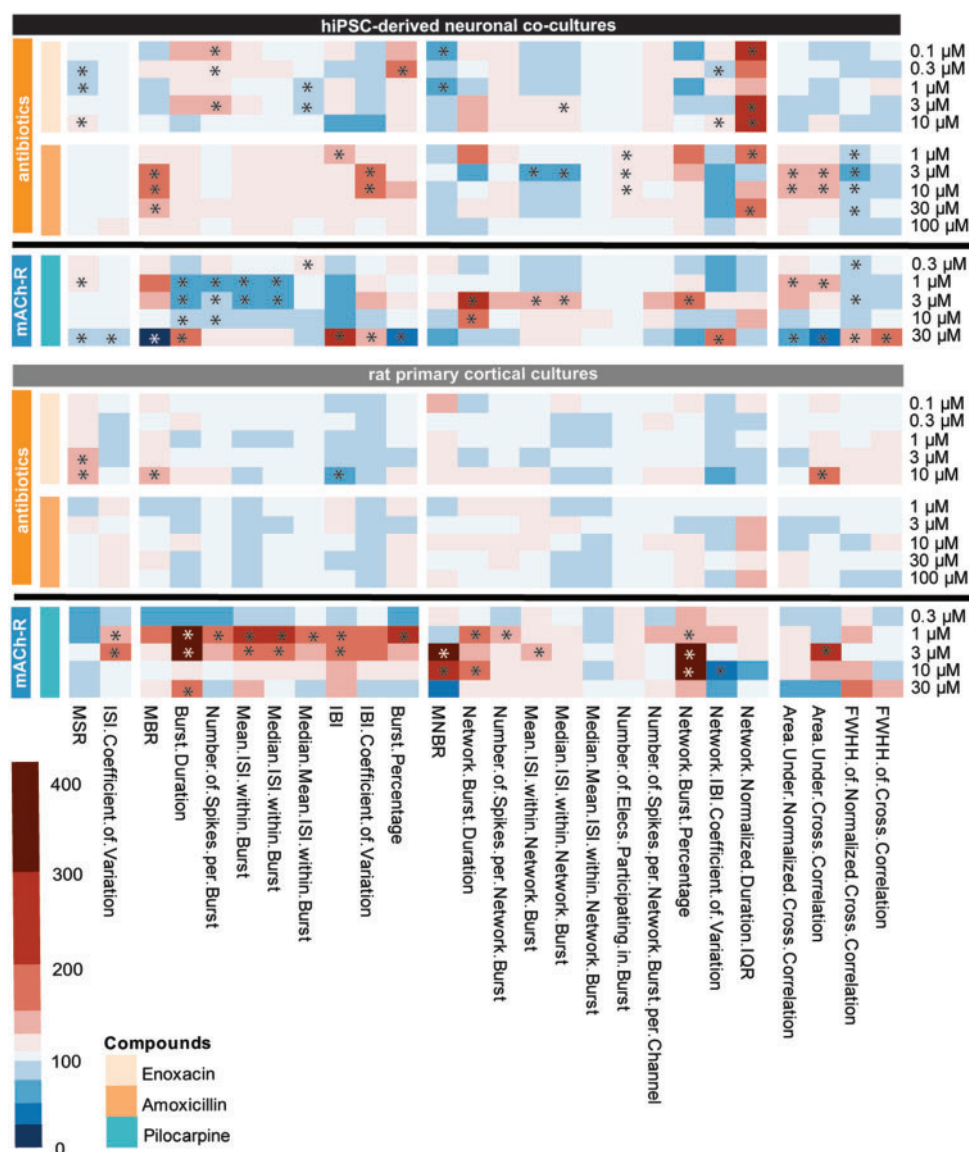 hiPSC-derived neuronal co-cultures
antibiotics
0.1 µM
0.3 µM
1 µM
3 µM
10 µM
1 µM
3 µM
10 µM
30 µM
100 µM
mACh-R
0.3 µM
1 µM
3 µM
10 µM
30 µM
rat primary cortical cultures
antibiotics
0.1 µM
0.3 µM
1 µM
3 µM
10 µM
1 µM
3 µM
10 µM
30 µM
100 µM
mACh-R
0.3 µM
1 µM
3 µM
10 µM
30 µM
MSR
ISI.Coefficient.of.Variation
MBR
Burst.Duration
Number.of.Spikes.per.Burst
Mean.ISI.within.Burst
Median.ISI.within.Burst
Median.Mean.ISI.within.Burst
IBI
IBI.Coefficient.of.Variation
Burst.Percentage
MNBR
Network.Burst.Duration
Number.of.Spikes.per.Network.Burst
Mean.ISI.within.Network.Burst
Median.ISI.within.Network.Burst
Median.Mean.ISI.within.Network.Burst
Number.of.Elecs.Participating.in.Burst
Number.of.Spikes.per.Network.Burst.per.Channel
Network.Burst.Percentage
Network.IBI.Coefficient.of.Variation
Network.Normalized.Duration.IQR
Area.Under.Normalized.Cross.Correlation
Area.Under.Cross.Correlation
FWHH.of.Normalized.Cross.Correlation
FWHH.of.Cross.Correlation
400
300
200
100
0
Compounds
Enoxacin
Amoxicillin
Pilocarpine